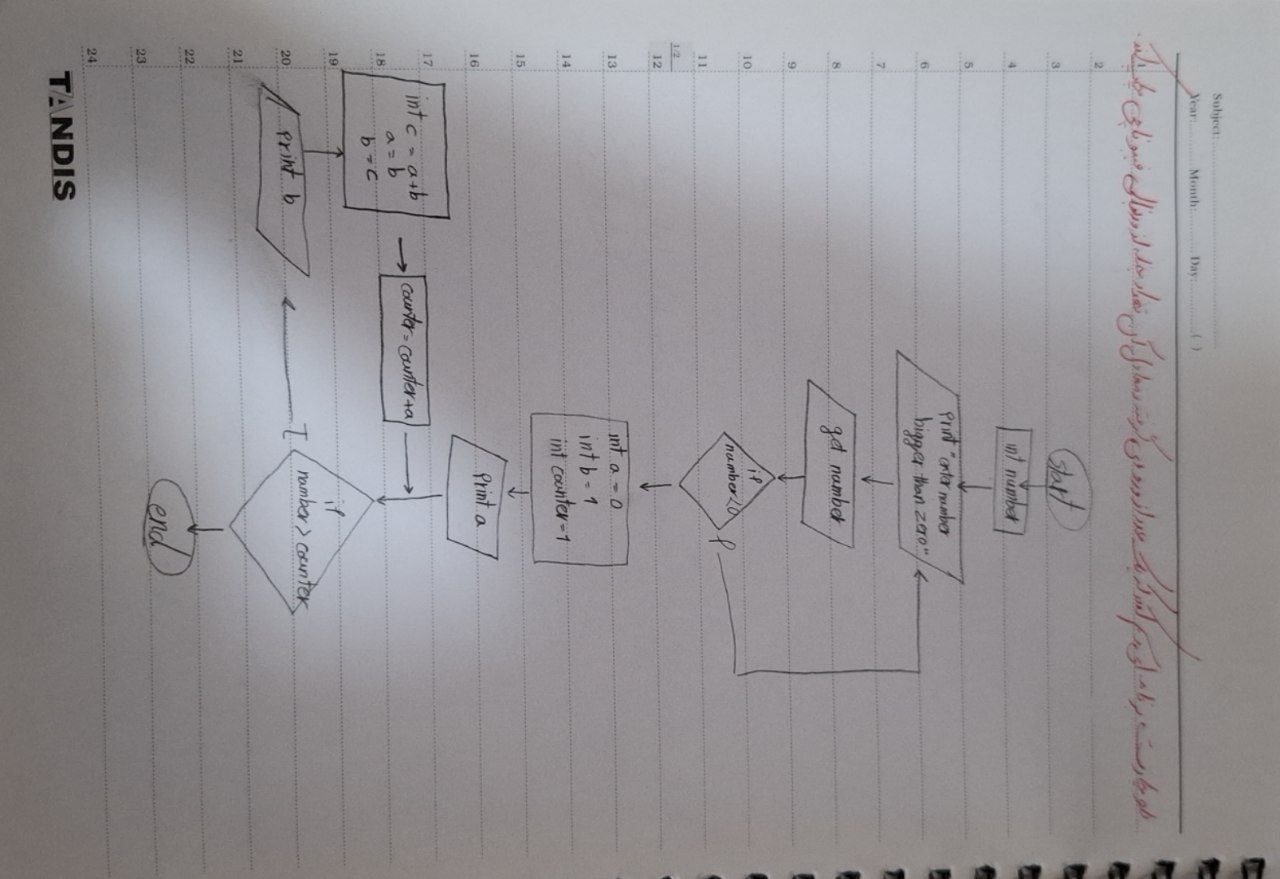 Subject:
Year: Month: Day: ( )
start
int number
print "enter number
bigger than zero"
get number
if
number<0
f
int a = 0
int b = 1
int counter = 1
print a
if
number > counter
T
print b
int c = a+b
a = b
b = c
counter = counter+a
end
2
3
4
5
6
7
8
9
10
11
1/2
12
13
14
15
16
17
18
19
20
21
22
23
24
TANDIS